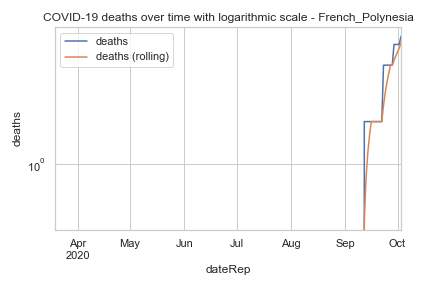 COVID-19 deaths over time with logarithmic scale - French_Polynesia
deaths
deaths (rolling)
deaths
10^0
Apr May Jun Jul Aug Sep Oct
2020
dateRep